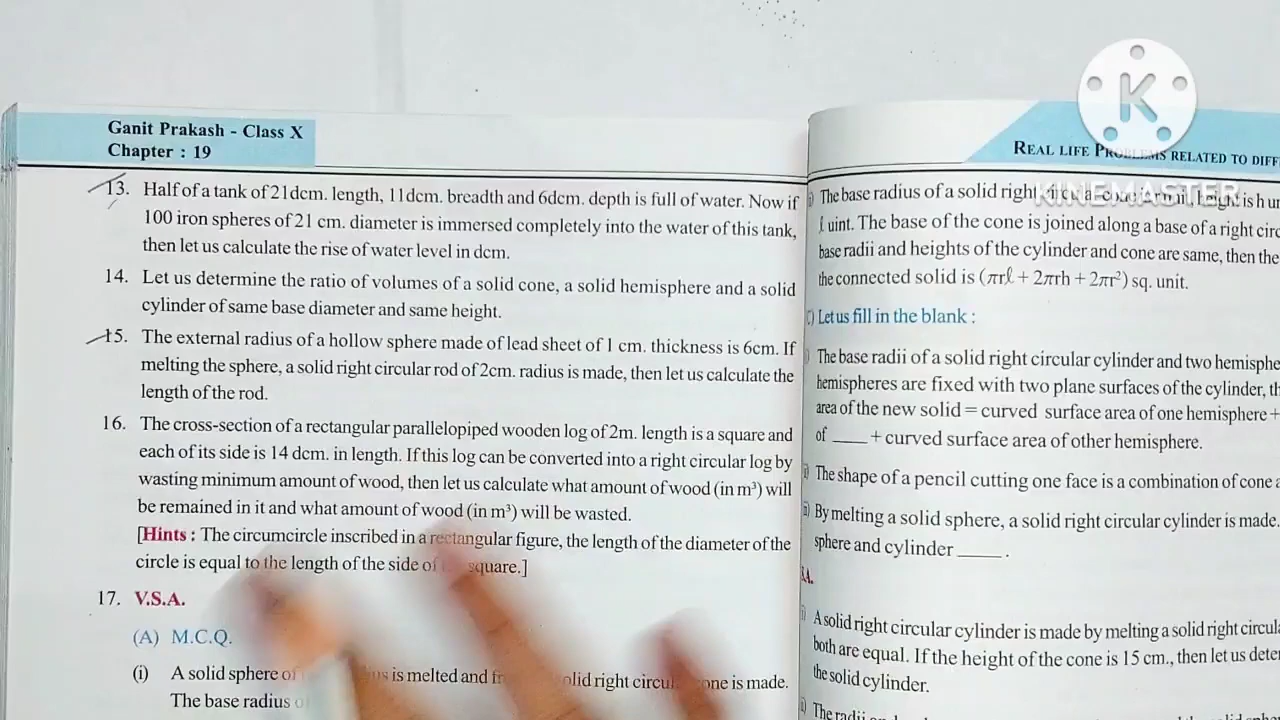 Ganit Prakash - Class X
Chapter : 19
13. Half of a tank of 21dcm. length, 11dcm. breadth and 6dcm. depth is full of water. Now if
100 iron spheres of 21 cm. diameter is immersed completely into the water of this tank,
then let us calculate the rise of water level in dcm.
14. Let us determine the ratio of volumes of a solid cone, a solid hemisphere and a solid
cylinder of same base diameter and same height.
15. The external radius of a hollow sphere made of lead sheet of 1 cm. thickness is 6cm. If
melting the sphere, a solid right circular rod of 2cm. radius is made, then let us calculate the
length of the rod.
16. The cross-section of a rectangular parallelopiped wooden log of 2m. length is a square and
each of its side is 14 dcm. in length. If this log can be converted into a right circular log by
wasting minimum amount of wood, then let us calculate what amount of wood (in m³) will
be remained in it and what amount of wood (in m³) will be wasted.
[Hints : The circumcircle inscribed in a rectangular figure, the length of the diameter of the
circle is equal to the length of the side of square.]
17. V.S.A.
(A) M.C.Q.
(i) A solid sphere of is melted and solid right circular cone is made.
The base radius
REAL LIFE PROBLEMS RELATED TO
The base radius of a solid right height is h
uint. The base of the cone is joined along a base of a right
base radii and heights of the cylinder and cone are same, then the
the connected solid is (πrℓ + 2πrh + 2πr²) sq. unit.
Let us fill in the blank :
The base radii of a solid right circular cylinder and two
hemispheres are fixed with two plane surfaces of the cylinder,
area of the new solid = curved surface area of one hemisphere +
of ____ + curved surface area of other hemisphere.
The shape of a pencil cutting one face is a combination of cone
By melting a solid sphere, a solid right circular cylinder is made.
sphere and cylinder _____ .
A solid right circular cylinder is made by melting a solid right
both are equal. If the height of the cone is 15 cm., then let us
the solid cylinder.
The
K
KINEMASTER